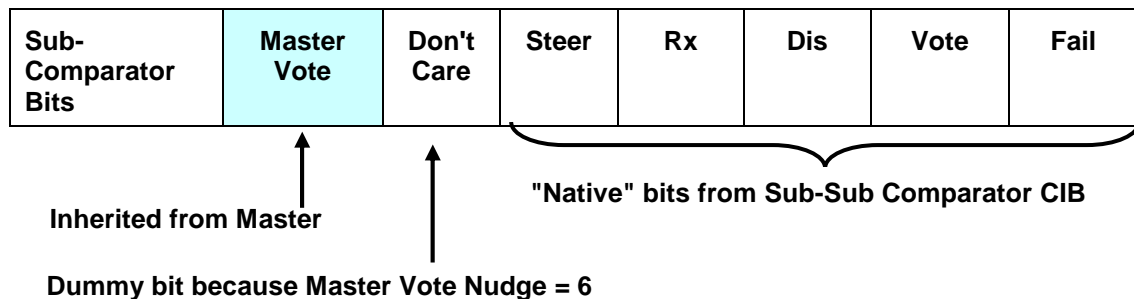 Sub-
Comparator
Bits
Master
Vote
Don't
Care
Steer
Rx
Dis
Vote
Fail
"Native" bits from Sub-Sub Comparator CIB
Inherited from Master
Dummy bit because Master Vote Nudge = 6